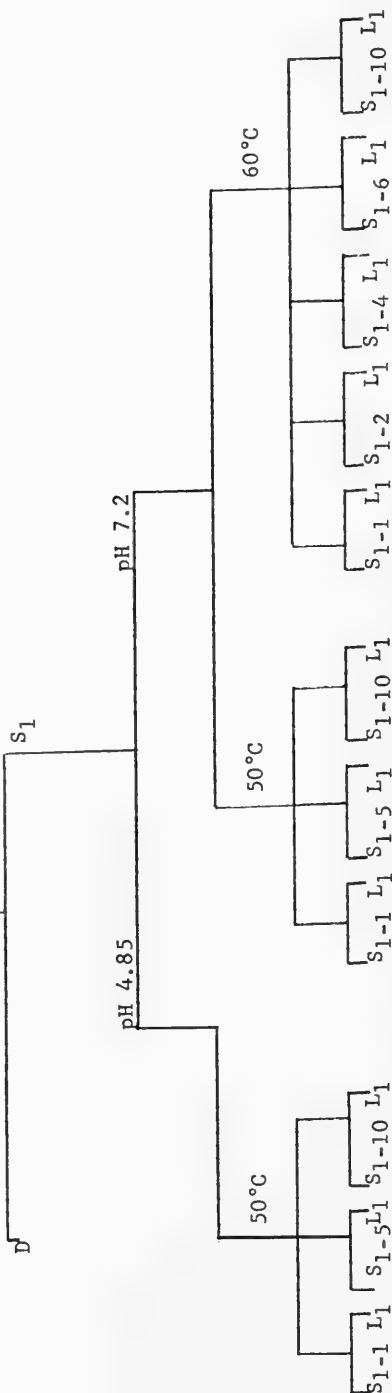 D S₁
pH 4.85 pH 7.2
50°C 50°C 60°C
S₁₋₁ L₁ S₁₋₅ L₁ S₁₋₁₀ L₁ S₁₋₁ L₁ S₁₋₅ L₁ S₁₋₁₀ L₁ S₁₋₁ L₁ S₁₋₂ L₁ S₁₋₄ L₁ S₁₋₆ L₁ S₁₋₁₀ L₁